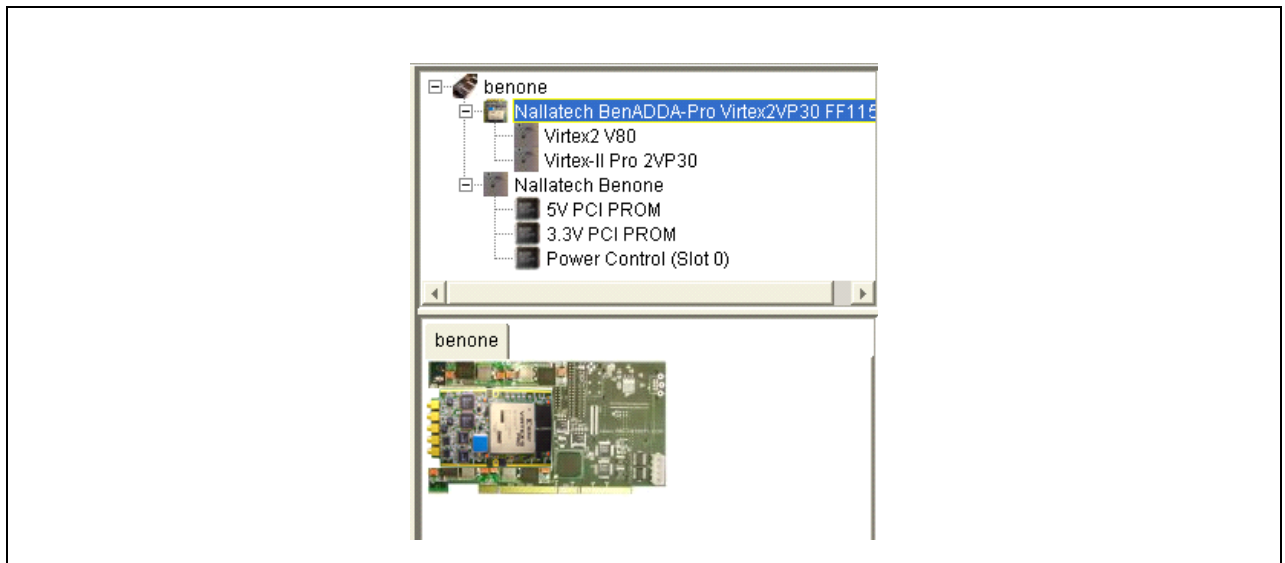 benone
Nallatech BenADDA-Pro Virtex2VP30 FF115
Virtex2 V80
Virtex-II Pro 2VP30
Nallatech Benone
5V PCI PROM
3.3V PCI PROM
Power Control (Slot 0)
benone